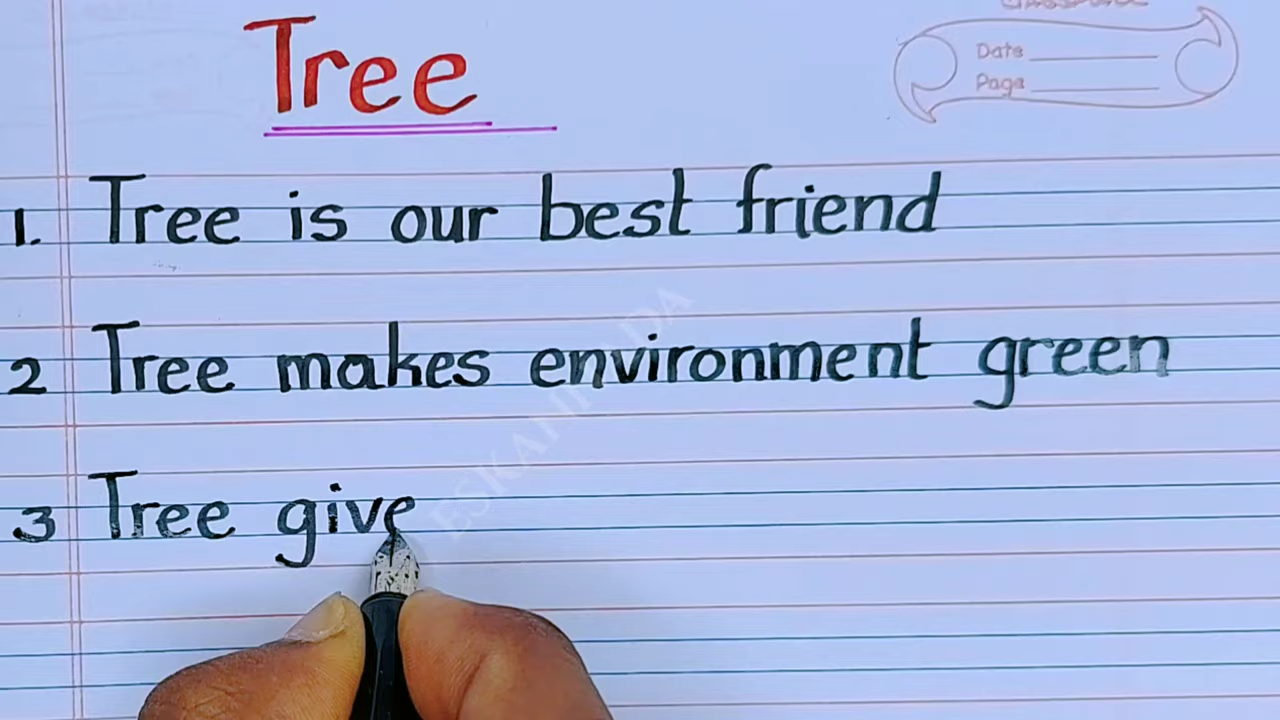 Tree
Date
Page
1. Tree is our best friend
2 Tree makes environment green
3 Tree give